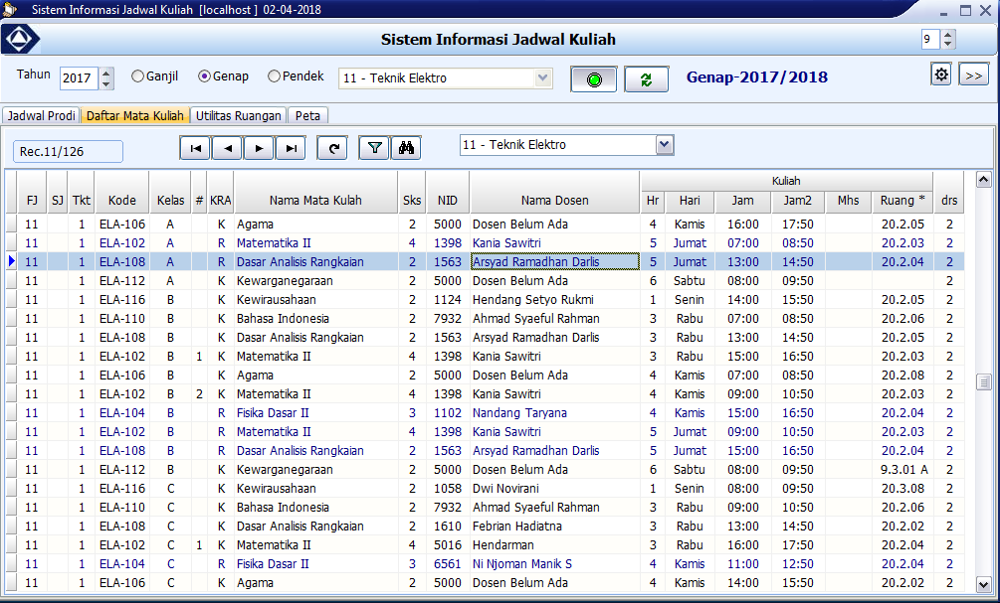 Sistem Informasi Jadwal Kuliah [localhost ] 02-04-2018
Sistem Informasi Jadwal Kuliah 9
Tahun 2017 Ganjil Genap Pendek 11 - Teknik Elektro Genap-2017/2018 >>
Jadwal Prodi Daftar Mata Kuliah Utilitas Ruangan Peta
Rec.11/126 11 - Teknik Elektro
Kuliah
FJ SJ Tkt Kode Kelas # KRA Nama Mata Kulah Sks NID Nama Dosen Hr Hari Jam Jam2 Mhs Ruang * drs
11 1 ELA-106 A K Agama 2 5000 Dosen Belum Ada 4 Kamis 16:00 17:50 20.2.05 2
11 1 ELA-102 A R Matematika II 4 1398 Kania Sawitri 5 Jumat 07:00 08:50 20.2.03 2
11 1 ELA-108 A R Dasar Analisis Rangkaian 2 1563 Arsyad Ramadhan Darlis 5 Jumat 13:00 14:50 20.2.04 2
11 1 ELA-112 A K Kewarganegaraan 2 5000 Dosen Belum Ada 6 Sabtu 08:00 09:50 2
11 1 ELA-116 B K Kewirausahaan 2 1124 Hendang Setyo Rukmi 1 Senin 14:00 15:50 20.2.05 2
11 1 ELA-110 B K Bahasa Indonesia 2 7932 Ahmad Syaeful Rahman 3 Rabu 07:00 08:50 20.2.06 2
11 1 ELA-108 B K Dasar Analisis Rangkaian 2 1563 Arsyad Ramadhan Darlis 3 Rabu 13:00 14:50 20.2.05 2
11 1 ELA-102 B 1 K Matematika II 4 1398 Kania Sawitri 3 Rabu 15:00 16:50 20.2.03 2
11 1 ELA-106 B K Agama 2 5000 Dosen Belum Ada 4 Kamis 07:00 08:50 20.2.08 2
11 1 ELA-102 B 2 K Matematika II 4 1398 Kania Sawitri 4 Kamis 09:00 10:50 20.2.03 2
11 1 ELA-104 B R Fisika Dasar II 3 1102 Nandang Taryana 4 Kamis 15:00 16:50 20.2.04 2
11 1 ELA-102 B R Matematika II 4 1398 Kania Sawitri 5 Jumat 09:00 10:50 20.2.03 2
11 1 ELA-108 B R Dasar Analisis Rangkaian 2 1563 Arsyad Ramadhan Darlis 5 Jumat 15:00 16:50 20.2.04 2
11 1 ELA-112 B K Kewarganegaraan 2 5000 Dosen Belum Ada 6 Sabtu 08:00 09:50 9.3.01 A 2
11 1 ELA-116 C K Kewirausahaan 2 1058 Dwi Novirani 1 Senin 08:00 09:50 20.3.08 2
11 1 ELA-110 C K Bahasa Indonesia 2 7932 Ahmad Syaeful Rahman 3 Rabu 09:00 10:50 20.2.06 2
11 1 ELA-108 C K Dasar Analisis Rangkaian 2 1610 Febrian Hadiatna 3 Rabu 13:00 14:50 20.2.02 2
11 1 ELA-102 C 1 K Matematika II 4 5016 Hendarman 3 Rabu 16:00 17:50 20.2.04 2
11 1 ELA-104 C R Fisika Dasar II 3 6561 Ni Njoman Manik S 4 Kamis 11:00 12:50 20.2.04 2
11 1 ELA-106 C K Agama 2 5000 Dosen Belum Ada 4 Kamis 14:00 15:50 20.2.02 2